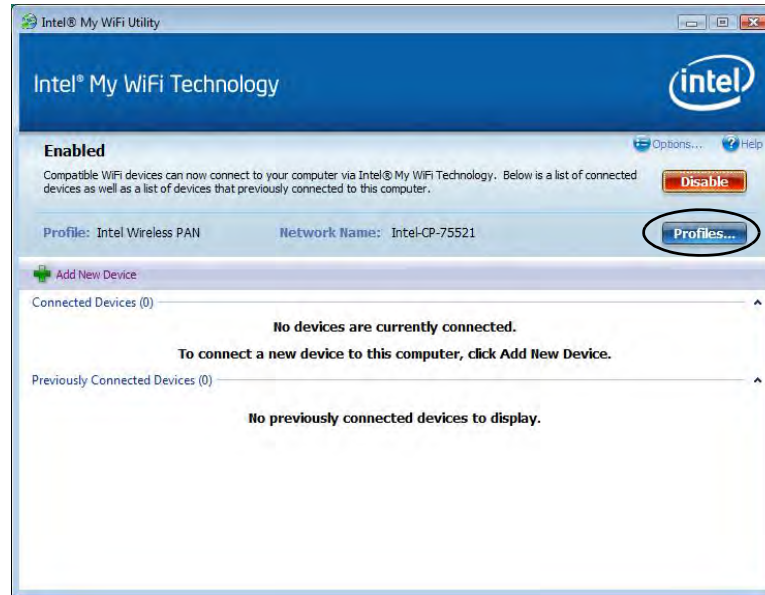 Intel® My WiFi Utility
Intel® My WiFi Technology
intel
Enabled
Options...
Help
Compatible WiFi devices can now connect to your computer via Intel® My WiFi Technology. Below is a list of connected
devices as well as a list of devices that previously connected to this computer.
Disable
Profile: Intel Wireless PAN
Network Name: Intel-CP-75521
Profiles...
Add New Device
Connected Devices (0)
No devices are currently connected.
To connect a new device to this computer, click Add New Device.
Previously Connected Devices (0)
No previously connected devices to display.